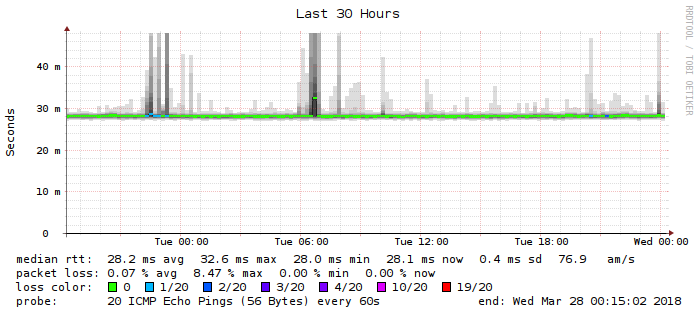 Last 30 Hours
RRDTOOL / TOBI OETIKER
Seconds
40 m
30 m
20 m
10 m
0
Tue 00:00 Tue 06:00 Tue 12:00 Tue 18:00 Wed 00:00
median rtt: 28.2 ms avg 32.6 ms max 28.0 ms min 28.1 ms now 0.4 ms sd 76.9 am/s
packet loss: 0.07 % avg 8.47 % max 0.00 % min 0.00 % now
loss color: 0 1/20 2/20 3/20 4/20 10/20 19/20
probe: 20 ICMP Echo Pings (56 Bytes) every 60s end: Wed Mar 28 00:15:02 2018